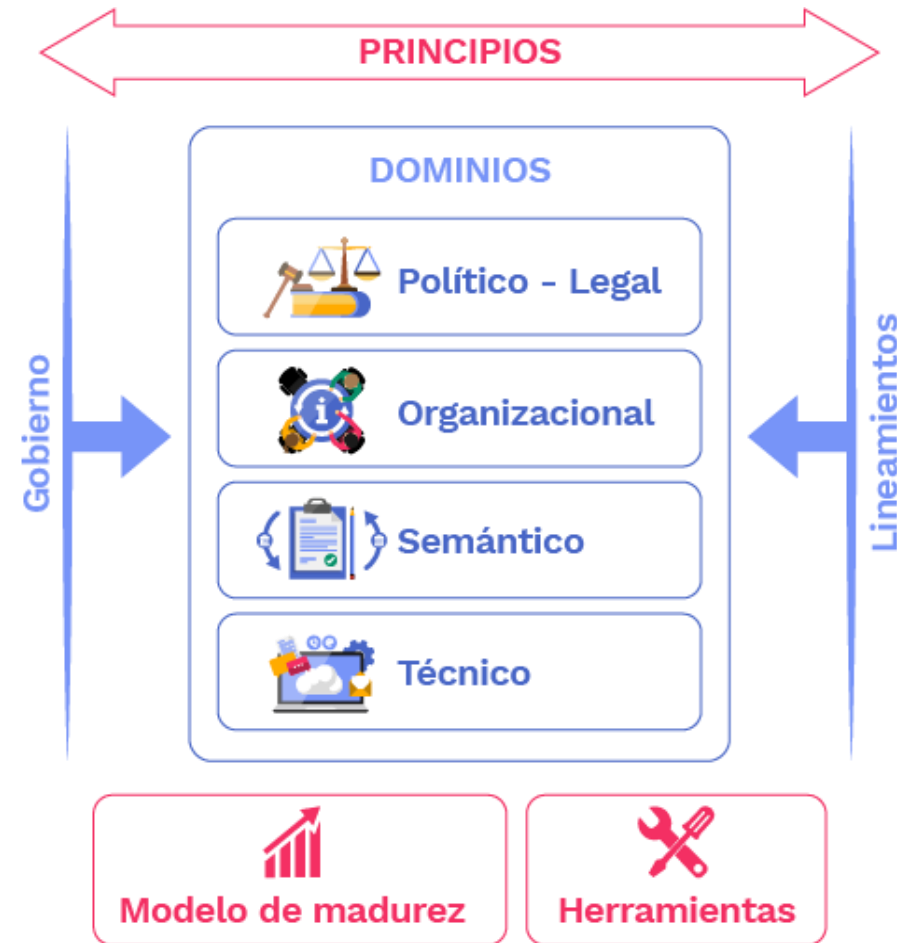 PRINCIPIOS
DOMINIOS
Político - Legal
Organizacional
Semántico
Técnico
Gobierno
Lineamientos
Modelo de madurez
Herramientas